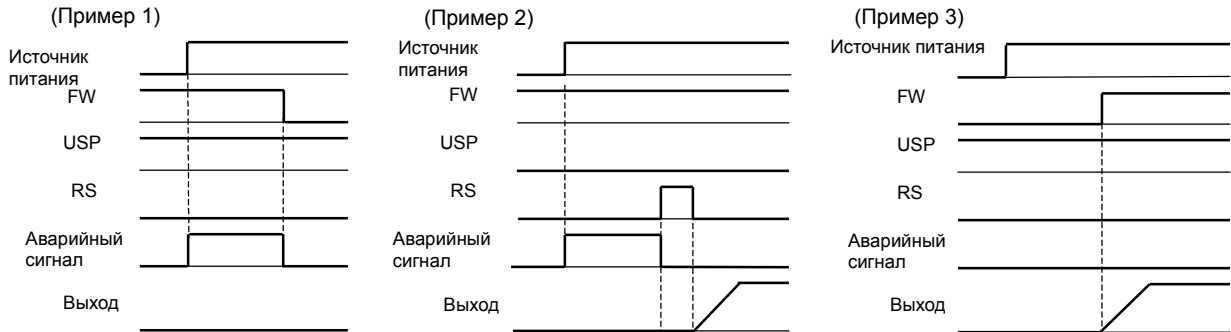 (Пример 1)
Источник
питания
FW
USP
RS
Аварийный
сигнал
Выход
(Пример 2)
Источник
питания
FW
USP
RS
Аварийный
сигнал
Выход
(Пример 3)
Источник питания
FW
USP
RS
Аварийный
сигнал
Выход